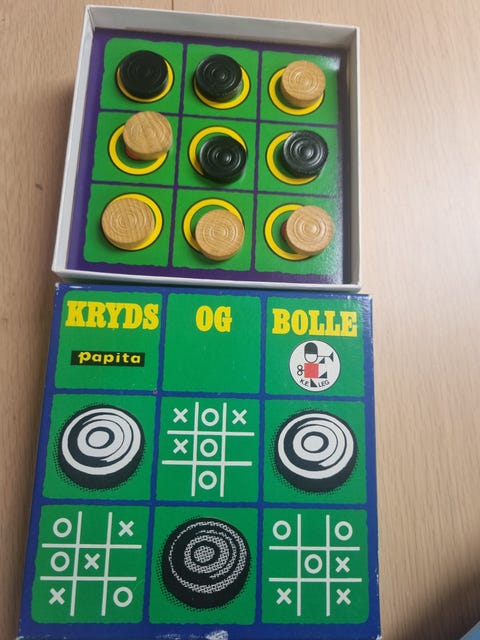 KRYDS OG BOLLE
papita
K.E. LEG
X O X
X O
O
O X
O X
X O
O O
O X
X X